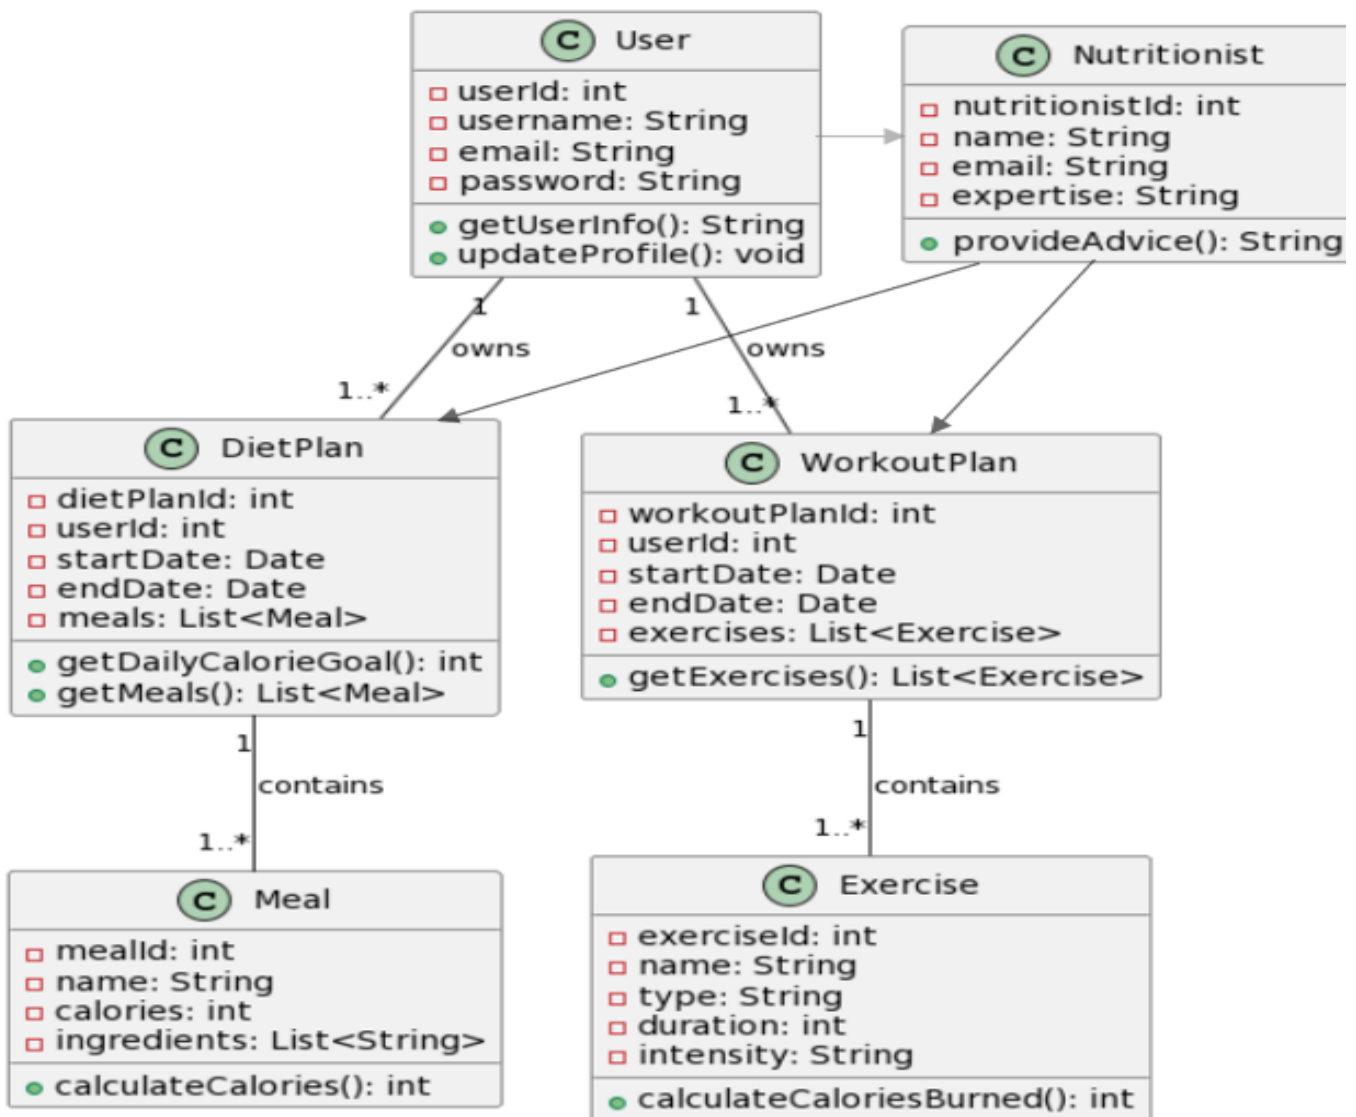 C User
userId: int
username: String
email: String
password: String
getUserInfo(): String
updateProfile(): void
C Nutritionist
nutritionistId: int
name: String
email: String
expertise: String
provideAdvice(): String
1
owns
1..*
1
owns
1..*
C DietPlan
dietPlanId: int
userId: int
startDate: Date
endDate: Date
meals: List<Meal>
getDailyCalorieGoal(): int
getMeals(): List<Meal>
C WorkoutPlan
workoutPlanId: int
userId: int
startDate: Date
endDate: Date
exercises: List<Exercise>
getExercises(): List<Exercise>
1
contains
1..*
1
contains
1..*
C Meal
mealId: int
name: String
calories: int
ingredients: List<String>
calculateCalories(): int
C Exercise
exerciseId: int
name: String
type: String
duration: int
intensity: String
calculateCaloriesBurned(): int